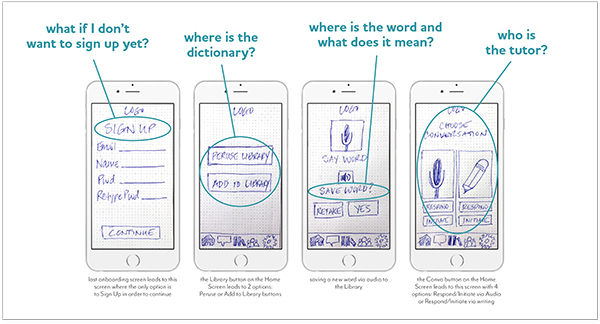 what if I don't
want to sign up yet?
where is the
dictionary?
where is the word and
what does it mean?
who is
the tutor?
LOGO
SIGN UP
Email
Name
Pwd
Retype Pwd
CONTINUE
LOGO
PERUSE LIBRARY
ADD TO LIBRARY
LOGO
SAY WORD
SAVE WORD?
RETAKE YES
LOGO
CHOOSE
CONVERSATION
RESPOND RESPOND
INITIATE INITIATE
last onboarding screen leads to this
screen where the only option is
to Sign Up in order to continue
the Library button on the Home
Screen leads to 2 options:
Peruse or Add to Library buttons
saving a new word via audio to
the Library
the Convo button on the Home
Screen leads to this screen with 4
options: Respond/Initiate via Audio
or Respond/Initiate via writing